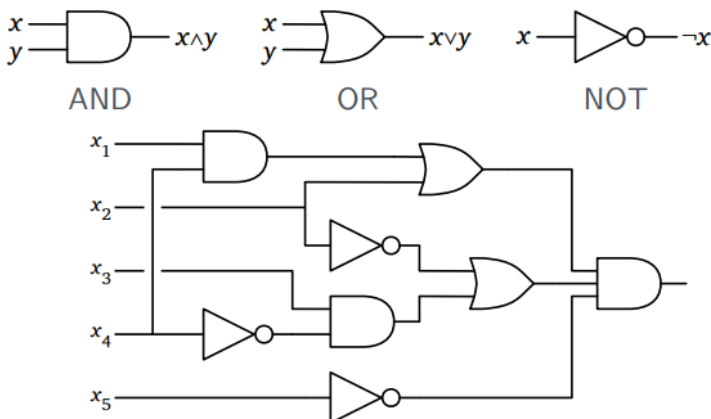 x
y
x∧y
x
y
x∨y
x
¬x
AND
OR
NOT
x₁
x₂
x₃
x₄
x₅